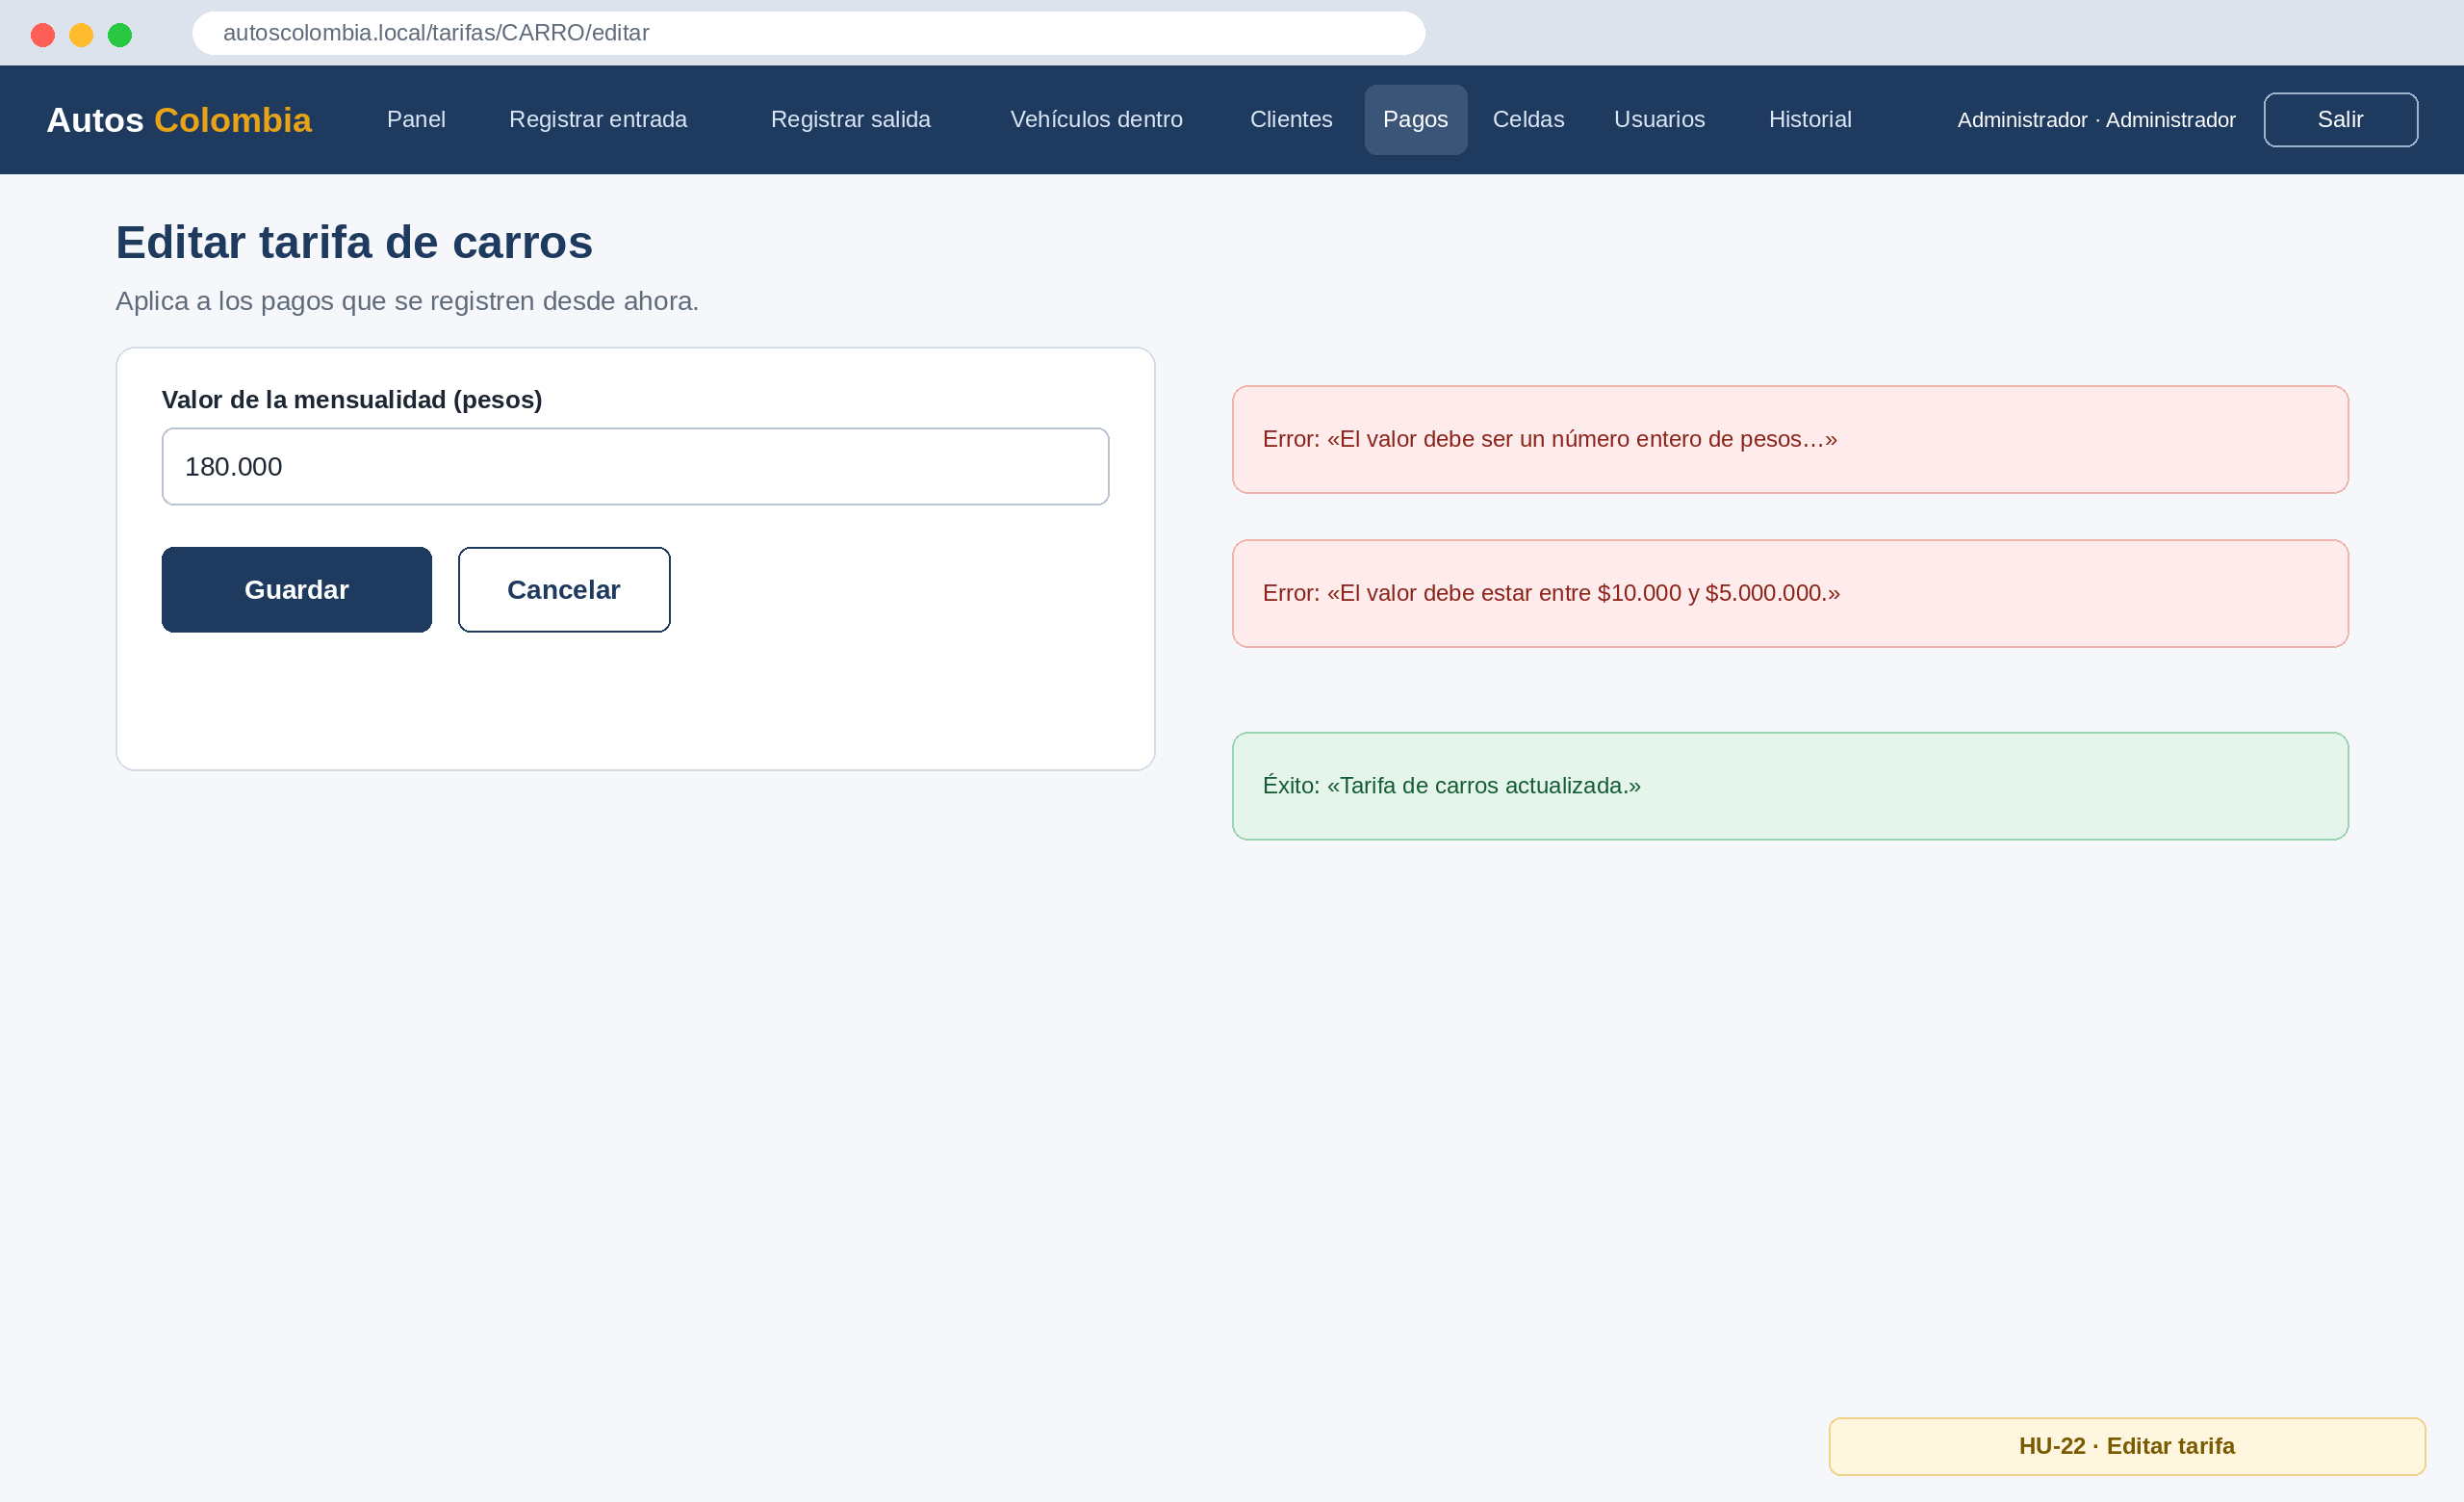 autoscolombia.local/tarifas/CARRO/editar
Autos Colombia
Panel
Registrar entrada
Registrar salida
Vehículos dentro
Clientes
Pagos
Celdas
Usuarios
Historial
Administrador · Administrador
Salir
Editar tarifa de carros
Aplica a los pagos que se registren desde ahora.
Valor de la mensualidad (pesos)
180.000
Guardar
Cancelar
Error: «El valor debe ser un número entero de pesos…»
Error: «El valor debe estar entre $10.000 y $5.000.000.»
Éxito: «Tarifa de carros actualizada.»
HU-22 · Editar tarifa